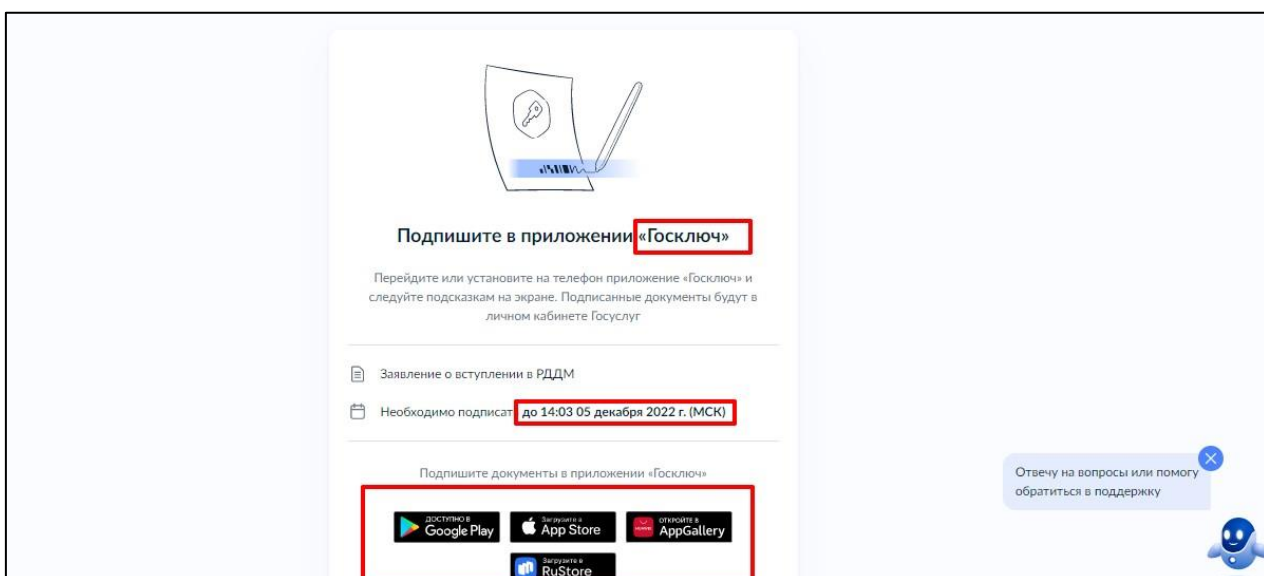 Подпишите в приложении «Госключ»
Перейдите или установите на телефон приложение «Госключ» и
следуйте подсказкам на экране. Подписанные документы будут в
личном кабинете Госуслуг
Заявление о вступлении в РДДМ
Необходимо подписат до 14:03 05 декабря 2022 г. (МСК)
Подпишите документы в приложении «Госключ»
ДОСТУПНО В
Google Play
Загрузите в
App Store
ОТКРОЙТЕ В
AppGallery
Загрузите в
RuStore
Отвечу на вопросы или помогу
обратиться в поддержку